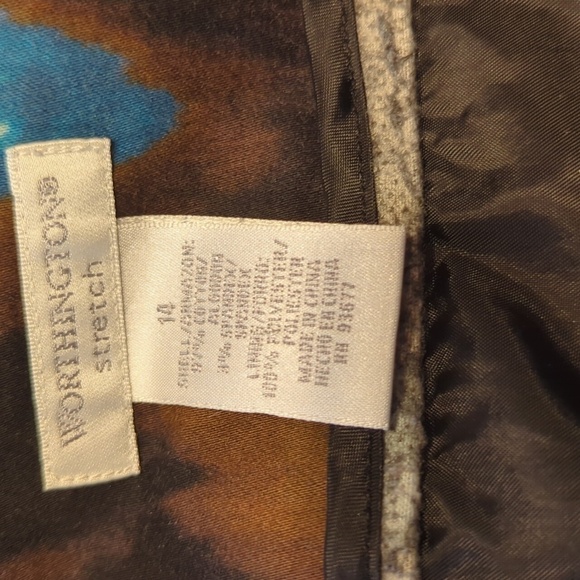 WORTHINGTON®
stretch
14
SHELL/CARNAZON:
97% COTTON/
ALGODON
3% SPANDEX/
SPANDEX
LINING/FORRO:
100% POLYESTER/
POLIESTER
MADE IN CHINA
HECHO EN CHINA
RN 93677